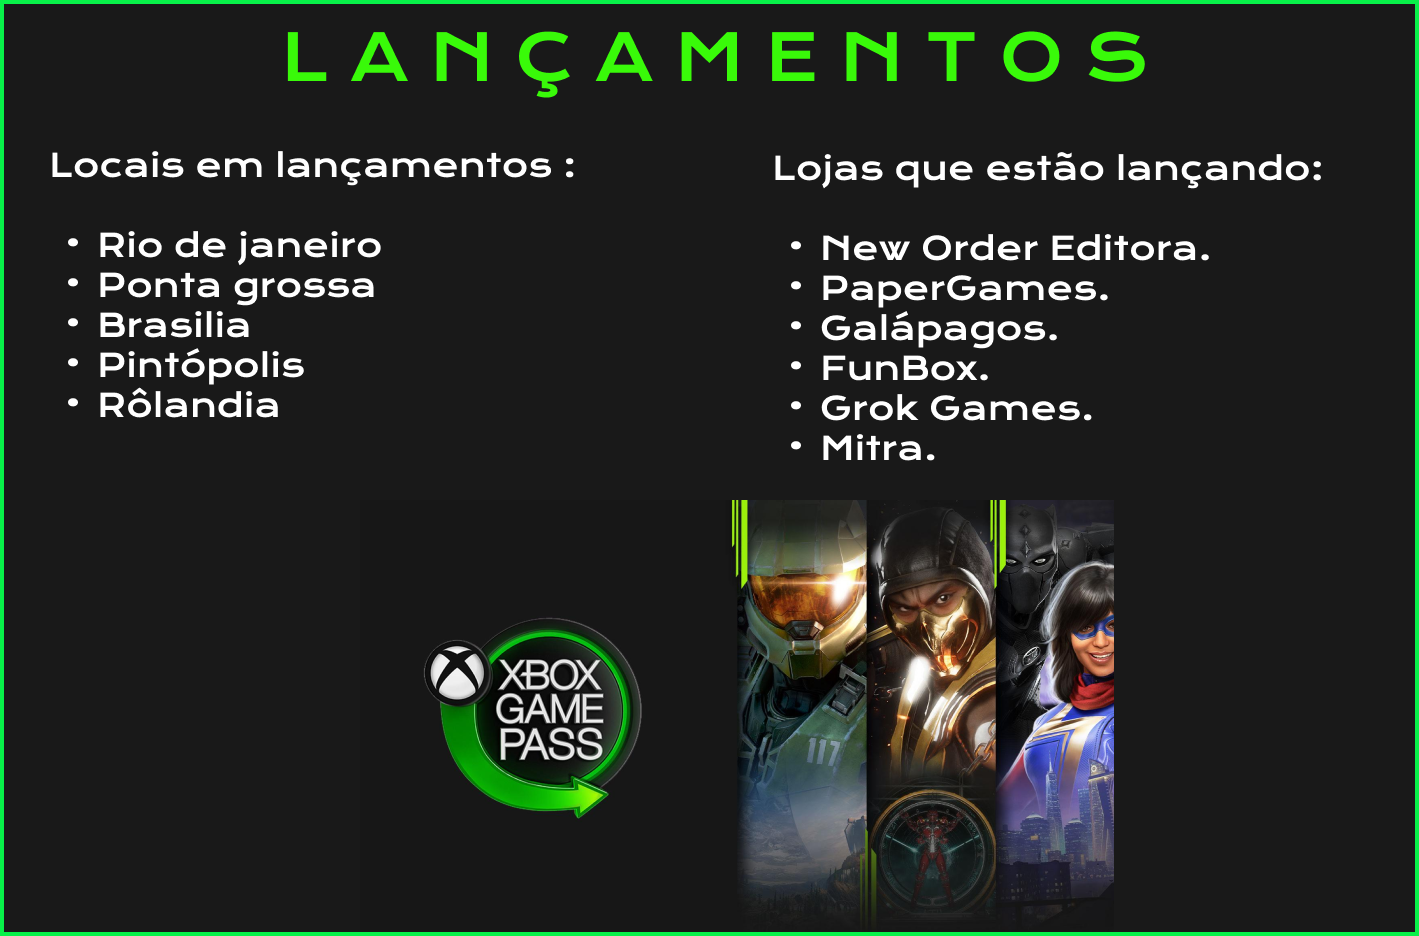 LANÇAMENTOS
Locais em lançamentos :
• Rio de janeiro
• Ponta grossa
• Brasilia
• Pintópolis
• Rôlandia
Lojas que estão lançando:
• New Order Editora.
• PaperGames.
• Galápagos.
• FunBox.
• Grok Games.
• Mitra.
XBOX
GAME
PASS
117